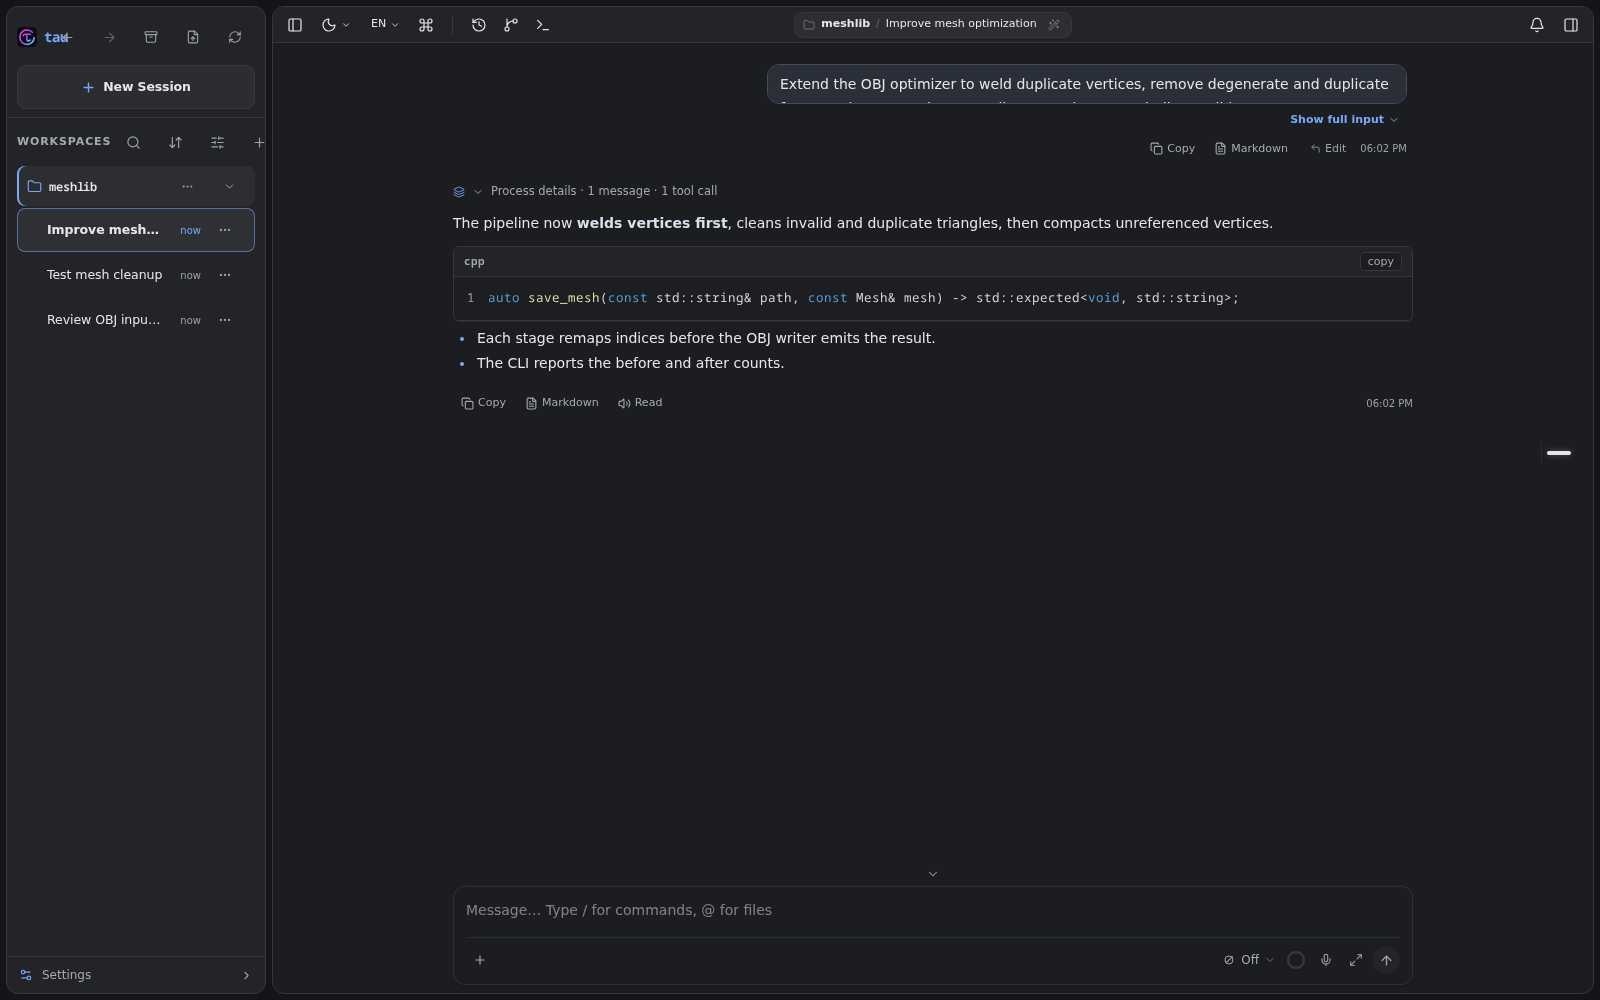 tau
New Session
WORKSPACES
meshlib
Improve mesh... now
Test mesh cleanup now
Review OBJ inpu... now
Settings
EN
meshlib / Improve mesh optimization
Extend the OBJ optimizer to weld duplicate vertices, remove degenerate and duplicate
Show full input
Copy Markdown Edit 06:02 PM
Process details · 1 message · 1 tool call
The pipeline now welds vertices first, cleans invalid and duplicate triangles, then compacts unreferenced vertices.
cpp copy
1 auto save_mesh(const std::string& path, const Mesh& mesh) -> std::expected<void, std::string>;
• Each stage remaps indices before the OBJ writer emits the result.
• The CLI reports the before and after counts.
Copy Markdown Read 06:02 PM
Message... Type / for commands, @ for files
Off